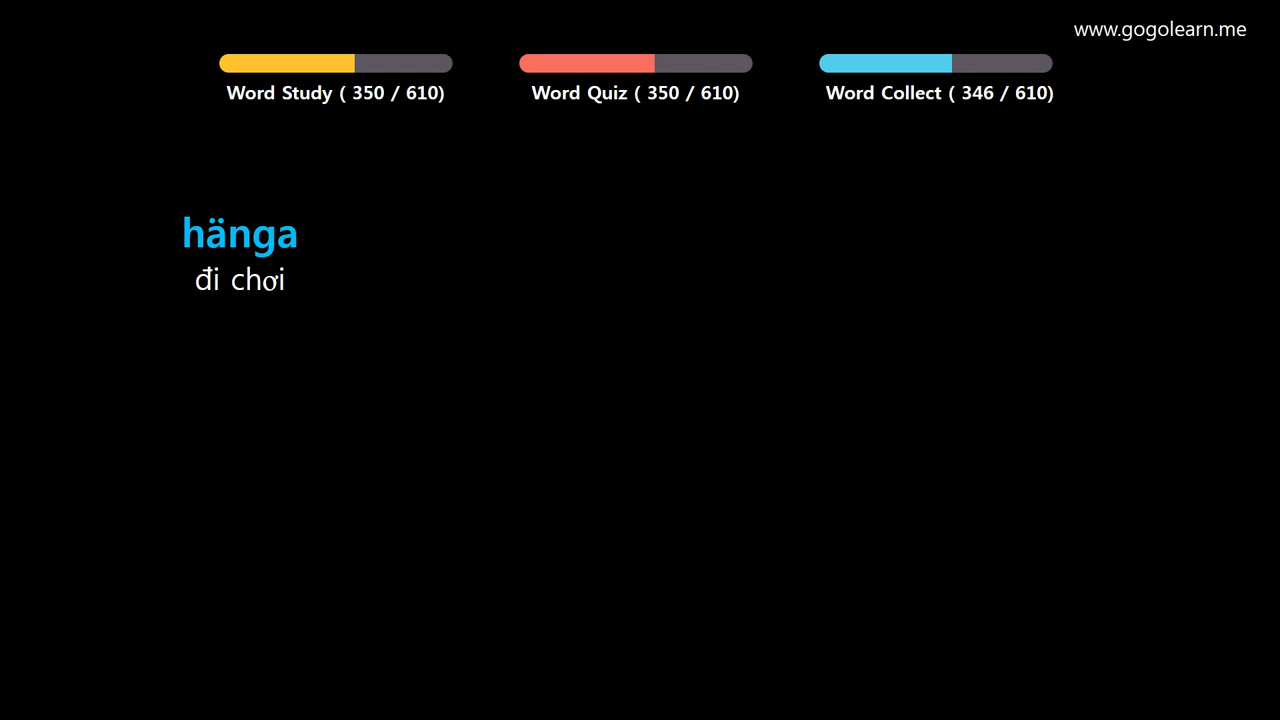 www.gogolearn.me
Word Study ( 350 / 610)
Word Quiz ( 350 / 610)
Word Collect ( 346 / 610)
hänga
đi chơi